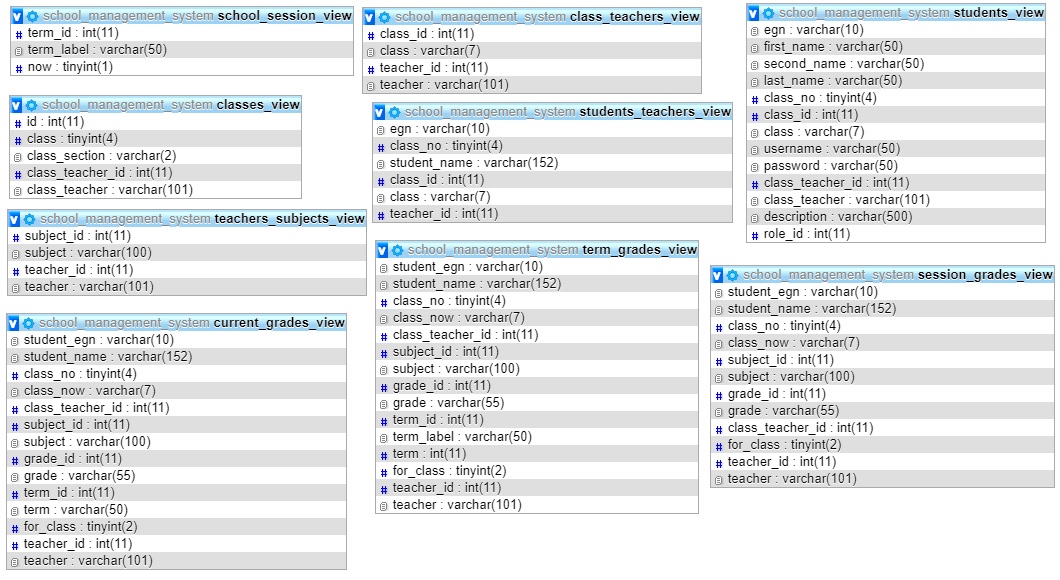 school_management_system school_session_view
term_id : int(11)
term_label : varchar(50)
now : tinyint(1)
school_management_system class_teachers_view
class_id : int(11)
class : varchar(7)
teacher_id : int(11)
teacher : varchar(101)
school_management_system students_view
egn : varchar(10)
first_name : varchar(50)
second_name : varchar(50)
last_name : varchar(50)
class_no : tinyint(4)
class_id : int(11)
class : varchar(7)
username : varchar(50)
password : varchar(50)
class_teacher_id : int(11)
class_teacher : varchar(101)
description : varchar(500)
role_id : int(11)
school_management_system classes_view
id : int(11)
class : tinyint(4)
class_section : varchar(2)
class_teacher_id : int(11)
class_teacher : varchar(101)
school_management_system students_teachers_view
egn : varchar(10)
class_no : tinyint(4)
student_name : varchar(152)
class_id : int(11)
class : varchar(7)
teacher_id : int(11)
school_management_system teachers_subjects_view
subject_id : int(11)
subject : varchar(100)
teacher_id : int(11)
teacher : varchar(101)
school_management_system term_grades_view
student_egn : varchar(10)
student_name : varchar(152)
class_no : tinyint(4)
class_now : varchar(7)
class_teacher_id : int(11)
subject_id : int(11)
subject : varchar(100)
grade_id : int(11)
grade : varchar(55)
term_id : int(11)
term_label : varchar(50)
term : int(11)
for_class : tinyint(2)
teacher_id : int(11)
teacher : varchar(101)
school_management_system session_grades_view
student_egn : varchar(10)
student_name : varchar(152)
class_no : tinyint(4)
class_now : varchar(7)
subject_id : int(11)
subject : varchar(100)
grade_id : int(11)
grade : varchar(55)
class_teacher_id : int(11)
for_class : tinyint(2)
teacher_id : int(11)
teacher : varchar(101)
school_management_system current_grades_view
student_egn : varchar(10)
student_name : varchar(152)
class_no : tinyint(4)
class_now : varchar(7)
class_teacher_id : int(11)
subject_id : int(11)
subject : varchar(100)
grade_id : int(11)
grade : varchar(55)
term_id : int(11)
term : varchar(50)
for_class : tinyint(2)
teacher_id : int(11)
teacher : varchar(101)